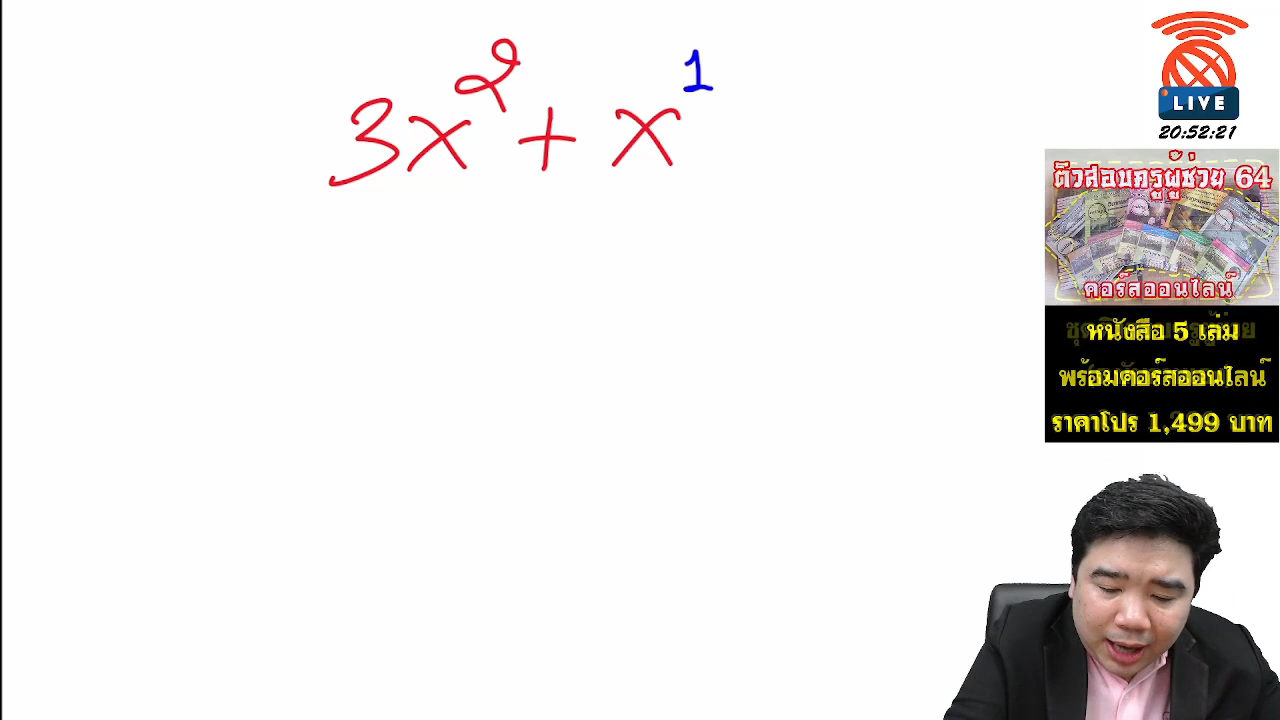 3x² + x¹
LIVE
20:52:21
ติวสอบครูผู้ช่วย 64
คอร์สออนไลน์
หนังสือ 5 เล่ม
พร้อมคอร์สออนไลน์
ราคาโปร 1,499 บาท